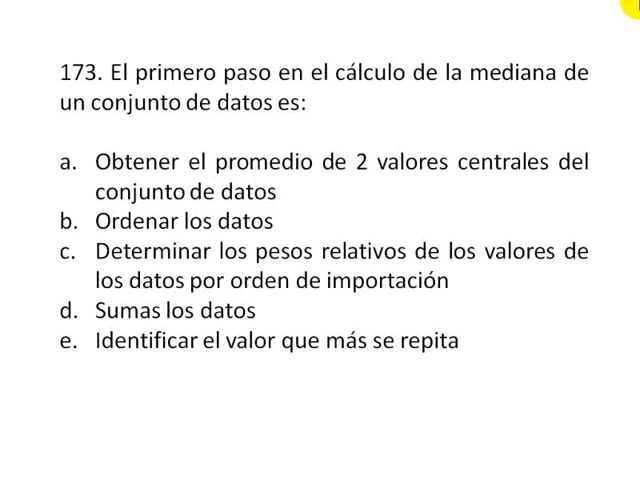 173. El primero paso en el cálculo de la mediana de
un conjunto de datos es:
a. Obtener el promedio de 2 valores centrales del
conjunto de datos
b. Ordenar los datos
c. Determinar los pesos relativos de los valores de
los datos por orden de importación
d. Sumas los datos
e. Identificar el valor que más se repita